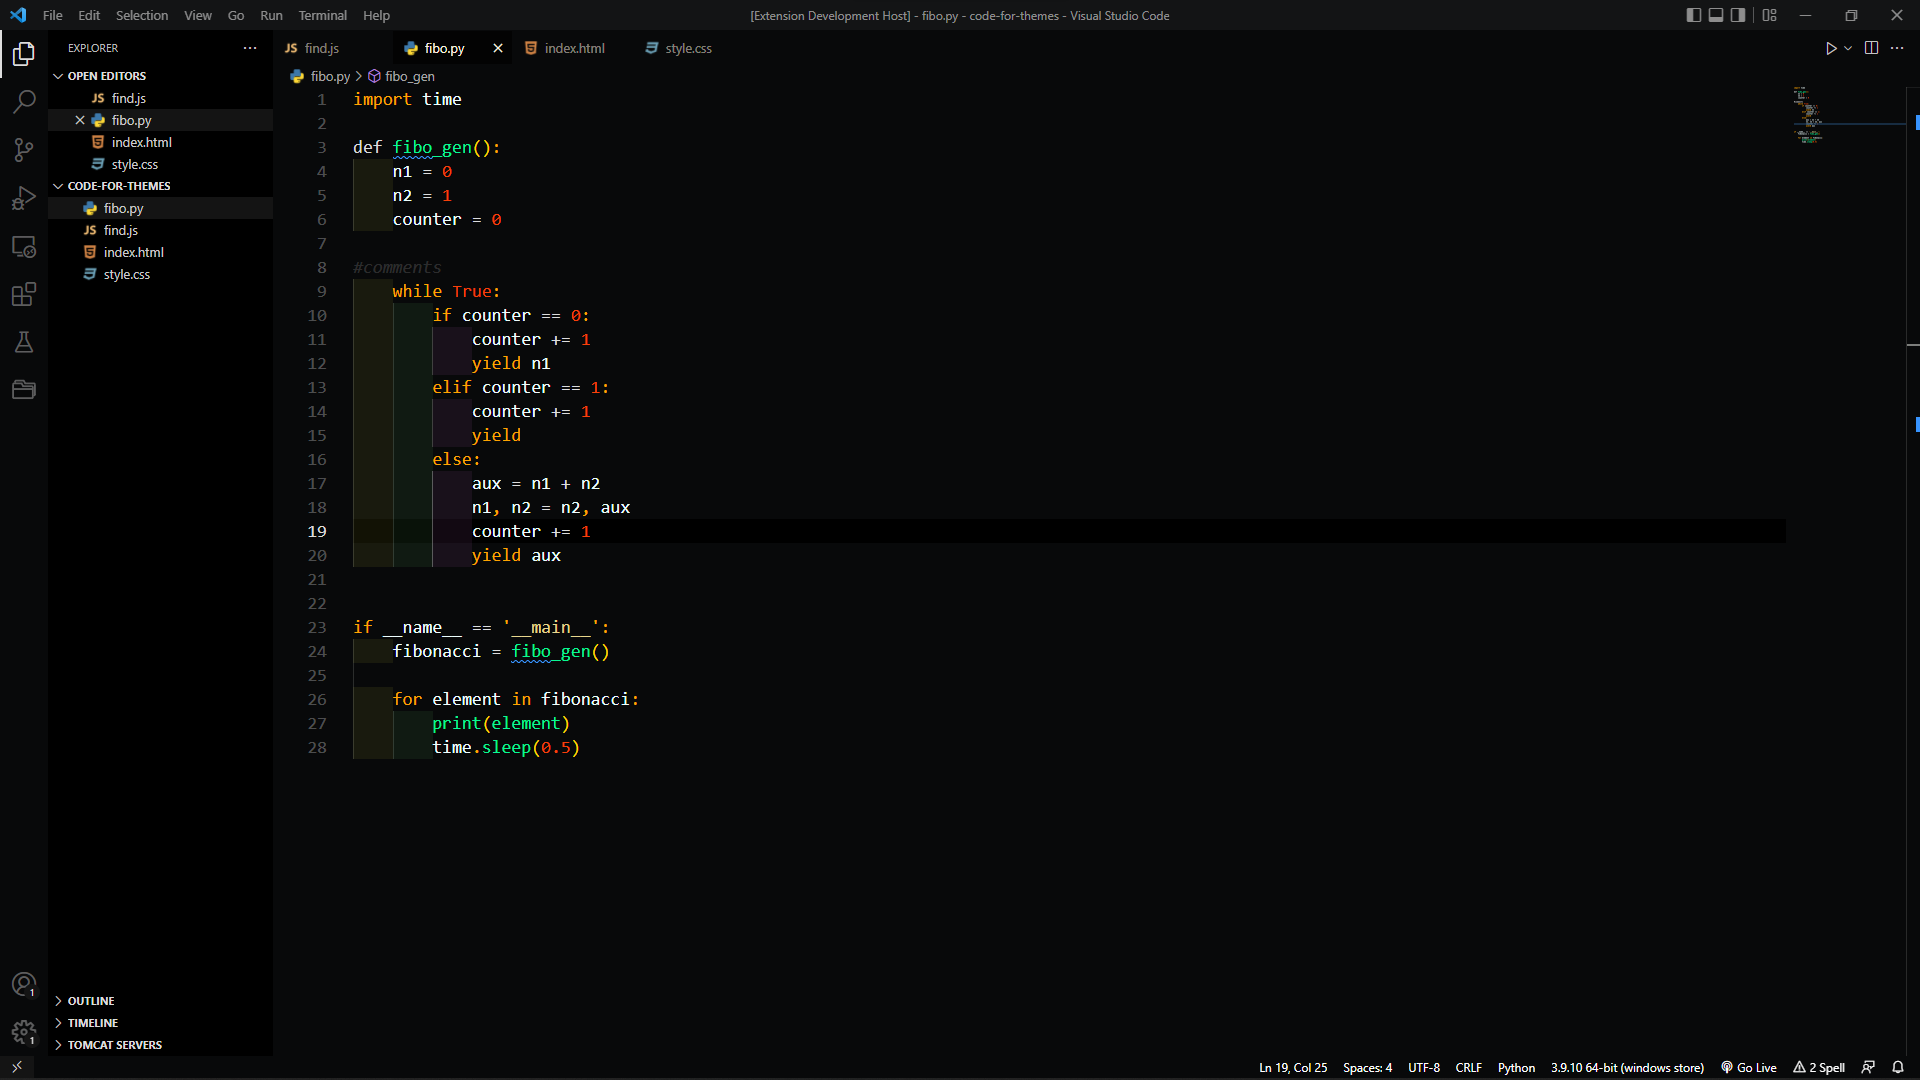 File Edit Selection View Go Run Terminal Help
[Extension Development Host] - fibo.py - code-for-themes - Visual Studio Code
EXPLORER
OPEN EDITORS
JS find.js
fibo.py
index.html
style.css
CODE-FOR-THEMES
fibo.py
JS find.js
index.html
style.css
OUTLINE
TIMELINE
TOMCAT SERVERS
1
1
JS find.js fibo.py index.html style.css
fibo.py > fibo_gen
1 import time
2
3 def fibo_gen():
4 n1 = 0
5 n2 = 1
6 counter = 0
7
8 #comments
9 while True:
10 if counter == 0:
11 counter += 1
12 yield n1
13 elif counter == 1:
14 counter += 1
15 yield
16 else:
17 aux = n1 + n2
18 n1, n2 = n2, aux
19 counter += 1
20 yield aux
21
22
23 if __name__ == '__main__':
24 fibonacci = fibo_gen()
25
26 for element in fibonacci:
27 print(element)
28 time.sleep(0.5)
Ln 19, Col 25 Spaces: 4 UTF-8 CRLF Python 3.9.10 64-bit (windows store) Go Live 2 Spell